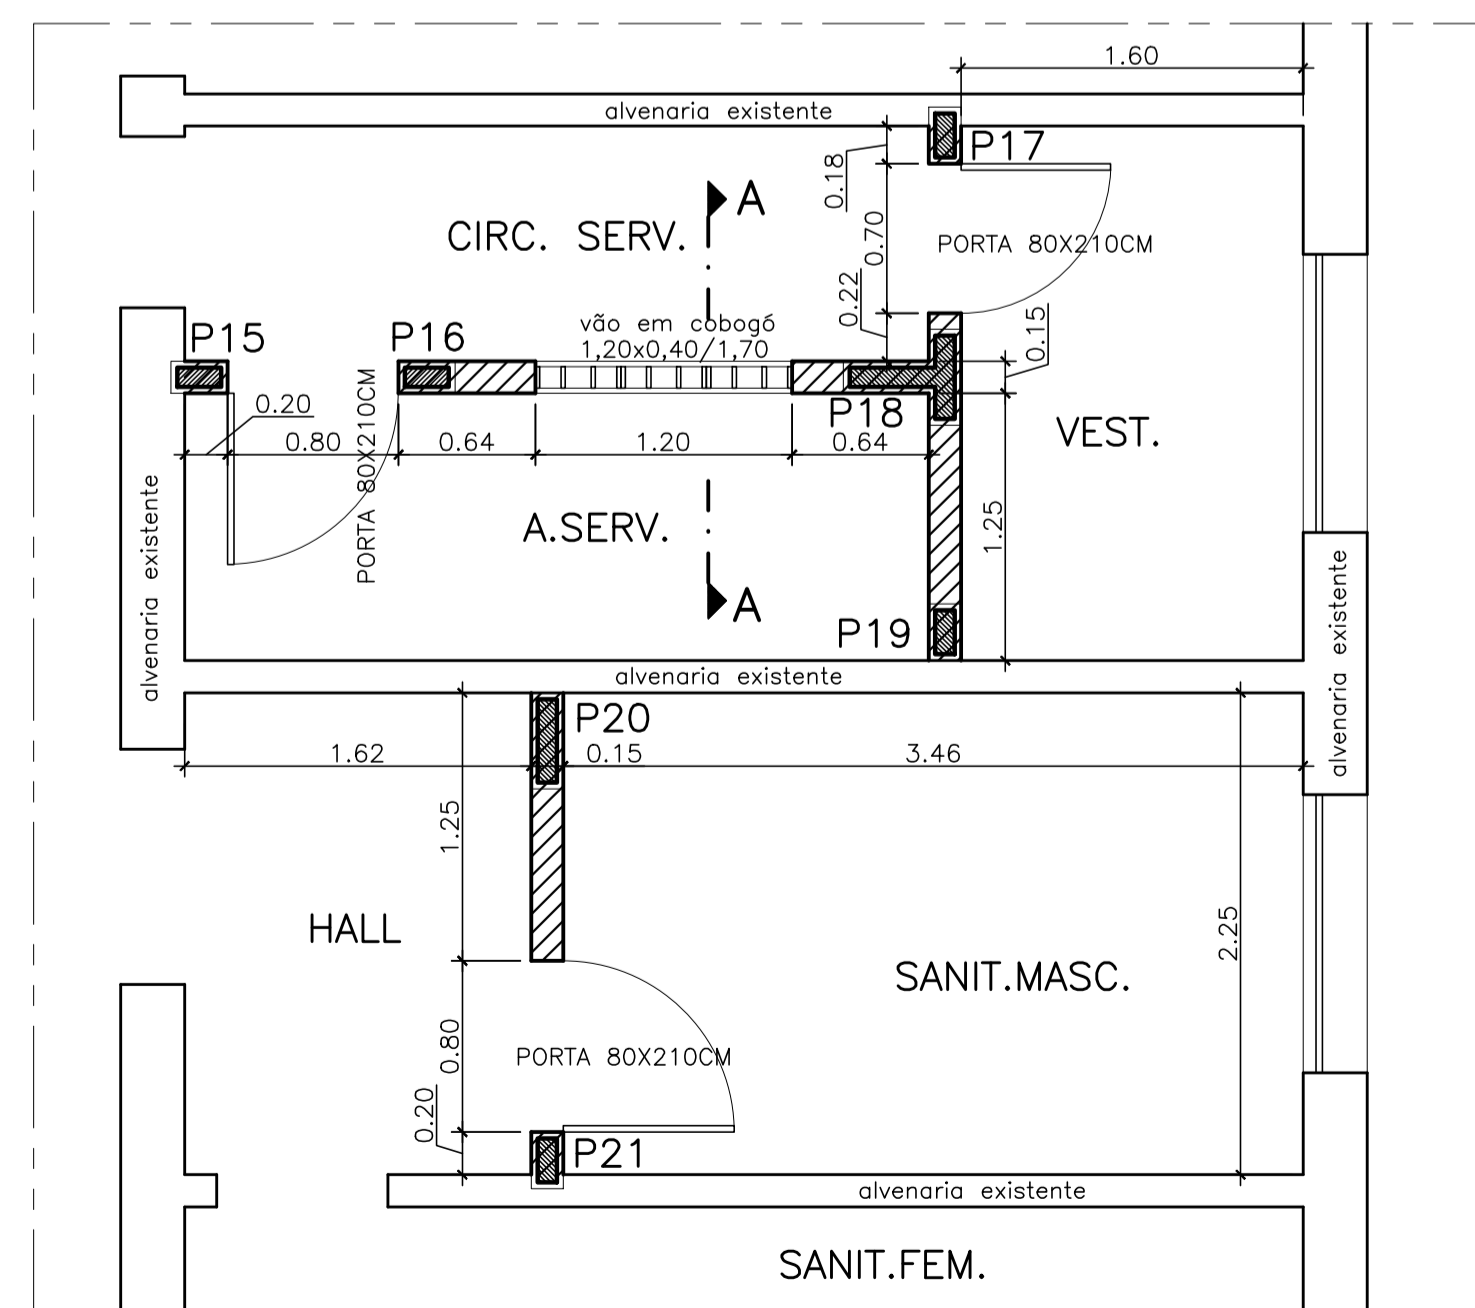 1.60
alvenaria existente
P17
0.18
A
CIRC. SERV.
0.70
PORTA 80X210CM
0.22
0.15
vão em cobogó
1,20x0,40/1,70
P15
P16
P18
0.20
0.80
PORTA 80X210CM
0.64
1.20
0.64
VEST.
alvenaria existente
A.SERV.
1.25
A
P19
alvenaria existente
alvenaria existente
P20
1.62
0.15
3.46
1.25
HALL
2.25
SANIT.MASC.
0.80
PORTA 80X210CM
0.20
P21
alvenaria existente
SANIT.FEM.